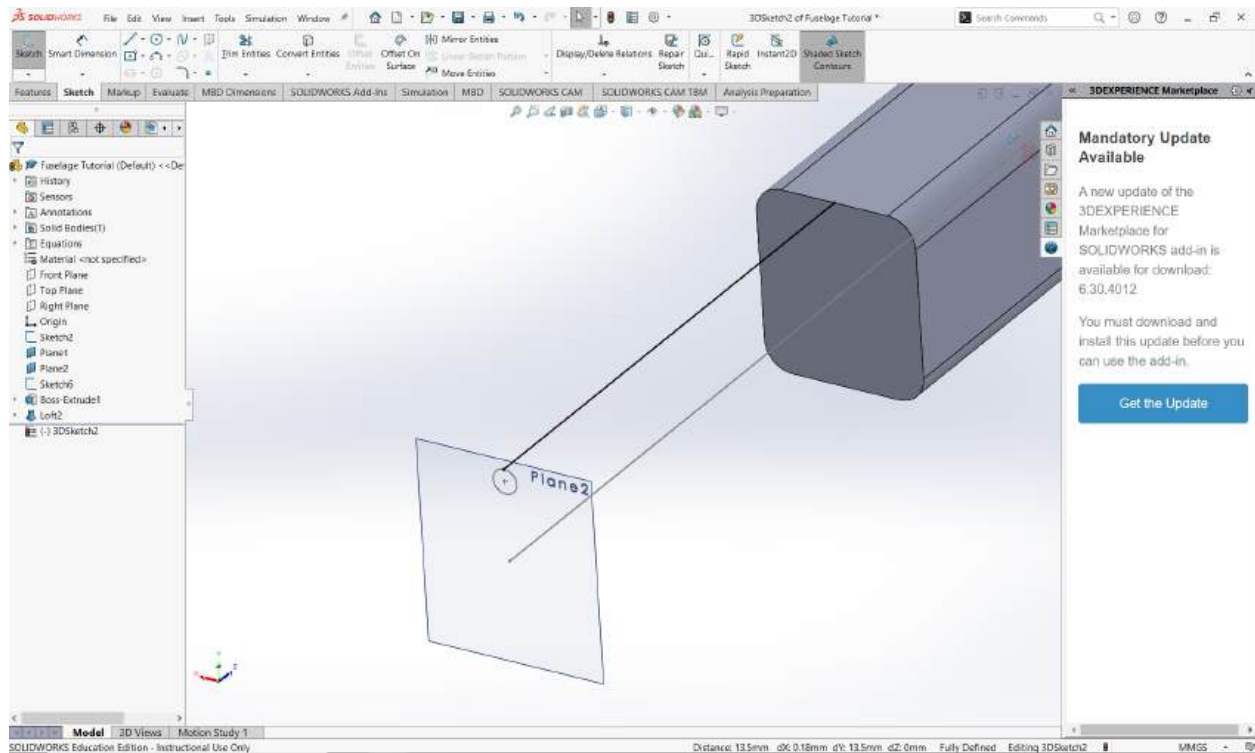 SOLIDWORKS File Edit View Insert Tools Simulation Window 3DSketch2 of Fuselage Tutorial * Search Commands
Sketch Smart Dimension Trim Entities Convert Entities Offset Entities Offset On Surface Mirror Entities Linear Sketch Pattern Move Entities Display/Delete Relations Repair Sketch Qui... Rapid Sketch Instant2D Shaded Sketch Contours
Features Sketch Markup Evaluate MBD Dimensions SOLIDWORKS Add-Ins Simulation MBD SOLIDWORKS CAM SOLIDWORKS CAM TBM Analysis Preparation
3DEXPERIENCE Marketplace
Fuselage Tutorial (Default) <<De
History
Sensors
Annotations
Solid Bodies(1)
Equations
Material <not specified>
Front Plane
Top Plane
Right Plane
Origin
Sketch2
Plane1
Plane2
Sketch6
Boss-Extrude1
Loft2
(-) 3DSketch2
Plane2
Mandatory Update
Available
A new update of the
3DEXPERIENCE
Marketplace for
SOLIDWORKS add-in is
available for download:
6.30.4012
You must download and
install this update before you
can use the add-in.
Get the Update
Model 3D Views Motion Study 1
SOLIDWORKS Education Edition - Instructional Use Only Distance: 13.5mm dX: 0.18mm dY: 13.5mm dZ: 0mm Fully Defined Editing 3DSketch2 MMGS